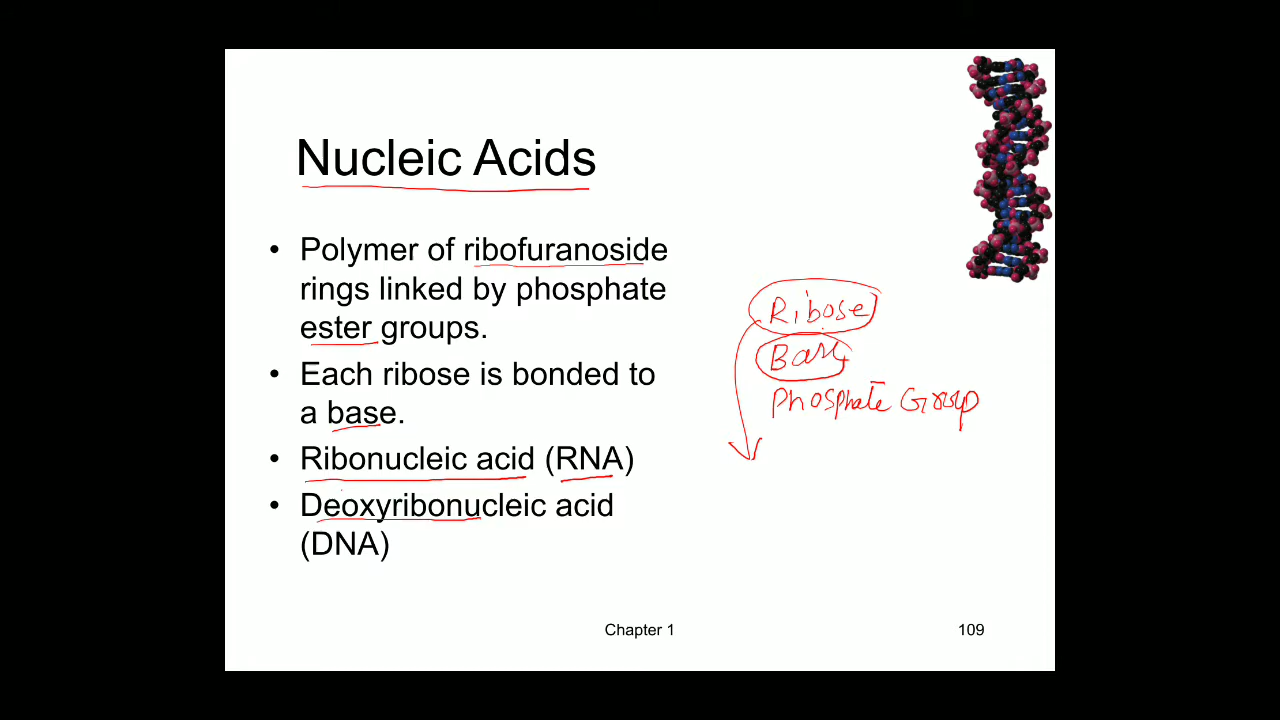 Nucleic Acids
• Polymer of ribofuranoside
rings linked by phosphate
ester groups.
• Each ribose is bonded to
a base.
• Ribonucleic acid (RNA)
• Deoxyribonucleic acid
(DNA)
Ribose
Base
Phosphate Group
Chapter 1
109